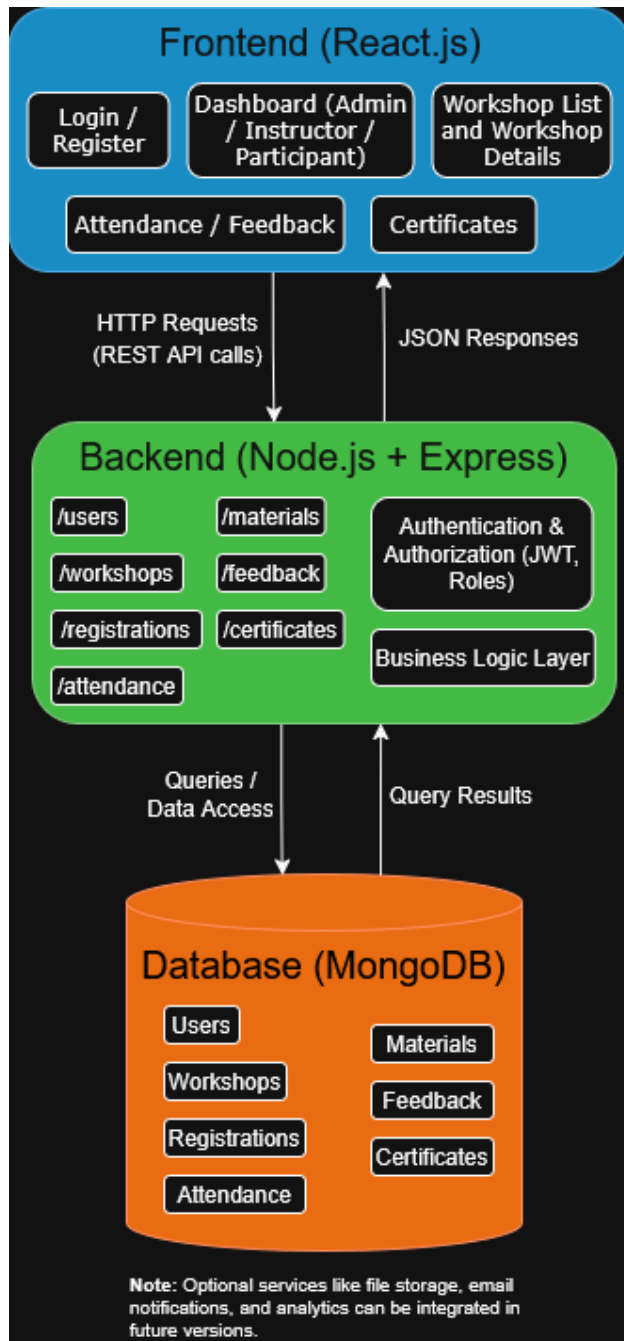 Frontend (React.js)
Login /
Register
Dashboard (Admin
/ Instructor /
Participant)
Workshop List
and Workshop
Details
Attendance / Feedback
Certificates
HTTP Requests
(REST API calls)
JSON Responses
Backend (Node.js + Express)
/users
/workshops
/registrations
/attendance
/materials
/feedback
/certificates
Authentication &
Authorization (JWT,
Roles)
Business Logic Layer
Queries /
Data Access
Query Results
Database (MongoDB)
Users
Workshops
Registrations
Attendance
Materials
Feedback
Certificates
Note: Optional services like file storage, email
notifications, and analytics can be integrated in
future versions.